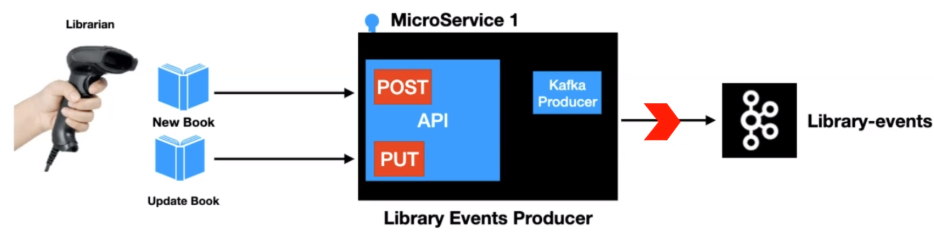 Librarian
MicroService 1
POST
Kafka
Producer
New Book
API
Library-events
PUT
Update Book
Library Events Producer